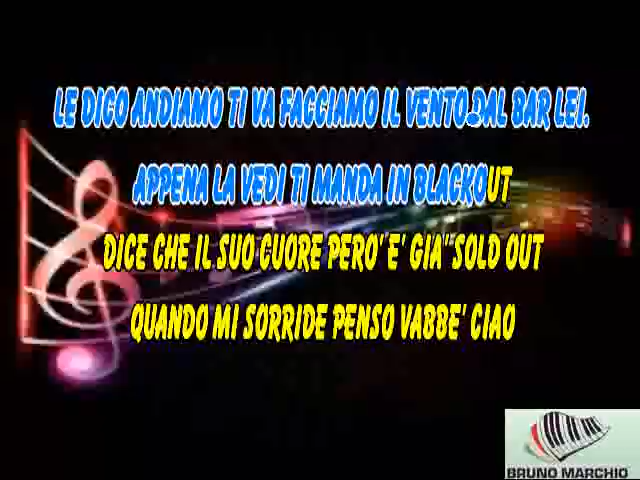 LE DICO ANDIAMO TI VA FACCIAMO IL VENTO DAL BAR LEI.
APPENA LA VEDI TI MANDA IN BLACKOUT
DICE CHE IL SUO CUORE PERO' E' GIA' SOLD OUT
QUANDO MI SORRIDE PENSO VABBE' CIAO
BRUNO MARCHIO